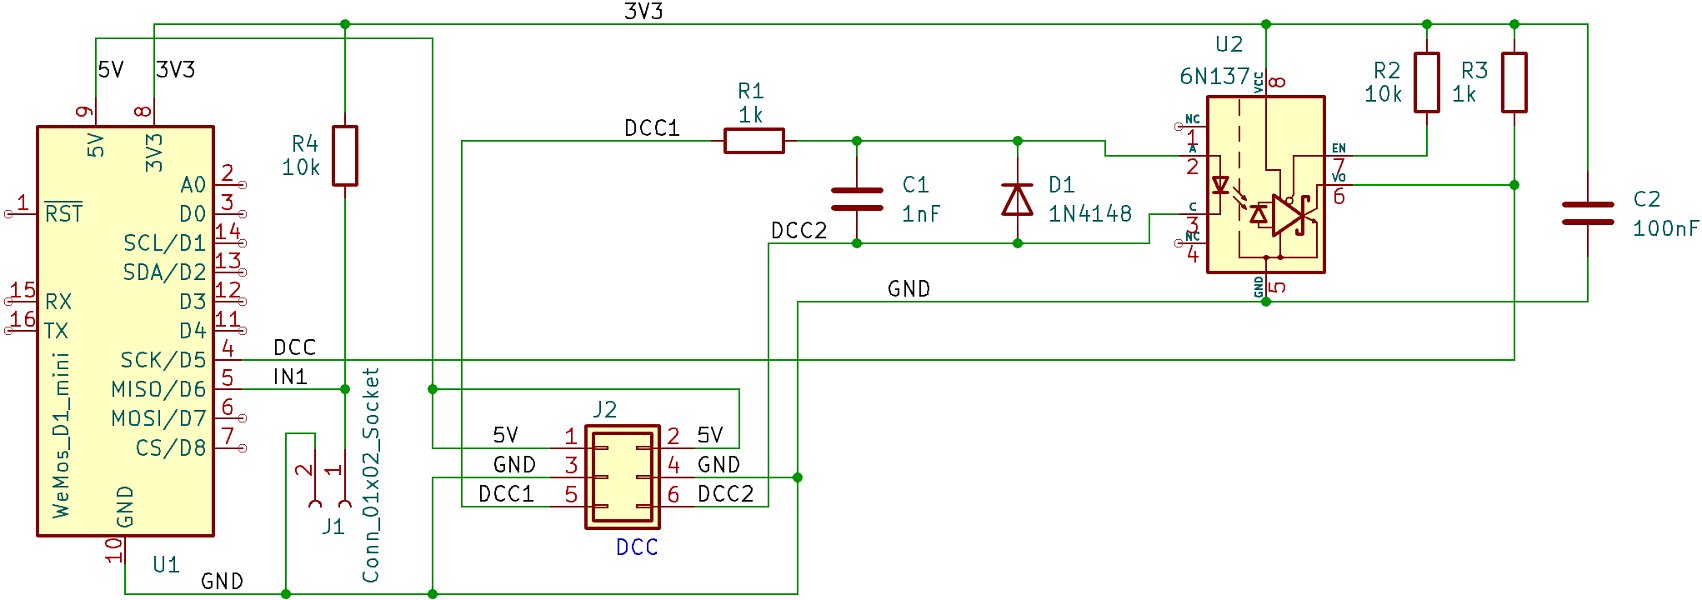 3V3
5V
3V3
9
8
5V
3V3
1
RST
15
RX
16
TX
WeMos_D1_mini
GND
10
U1
A0
2
D0
3
SCL/D1
14
SDA/D2
13
D3
12
D4
11
SCK/D5
4
MISO/D6
5
MOSI/D7
6
CS/D8
7
DCC
IN1
GND
R4
10k
2
1
J1
Conn_01x02_Socket
J2
5V
1
2
5V
GND
3
4
GND
DCC1
5
6
DCC2
DCC
DCC1
R1
1k
DCC2
C1
1nF
D1
1N4148
GND
U2
6N137
VCC
8
NC
1
A
2
C
3
NC
4
EN
7
VO
6
GND
5
R2
10k
R3
1k
C2
100nF